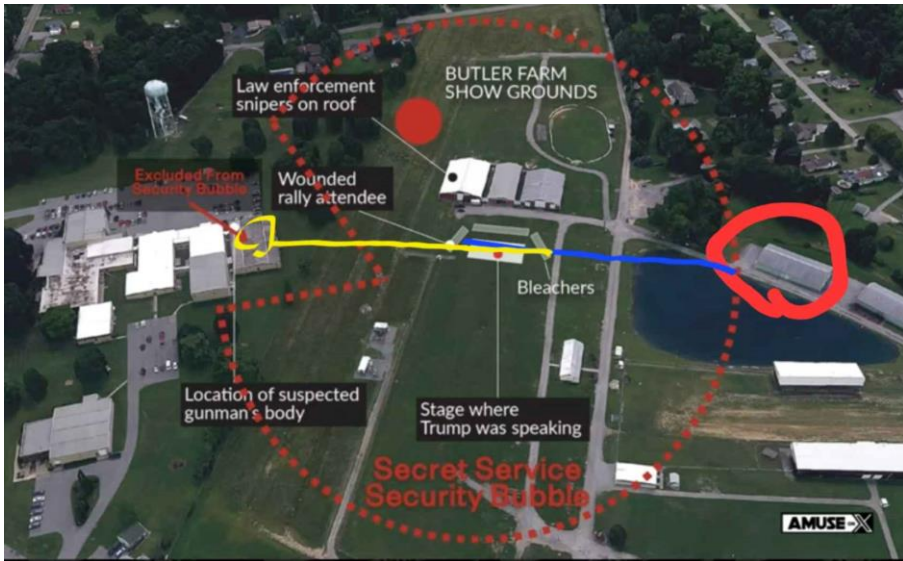 Law enforcement
snipers on roof
BUTLER FARM
SHOW GROUNDS
Excluded From
Security Bubble
Wounded
rally attendee
Bleachers
Location of suspected
gunman's body
Stage where
Trump was speaking
Secret Service
Security Bubble
AMUSE-X